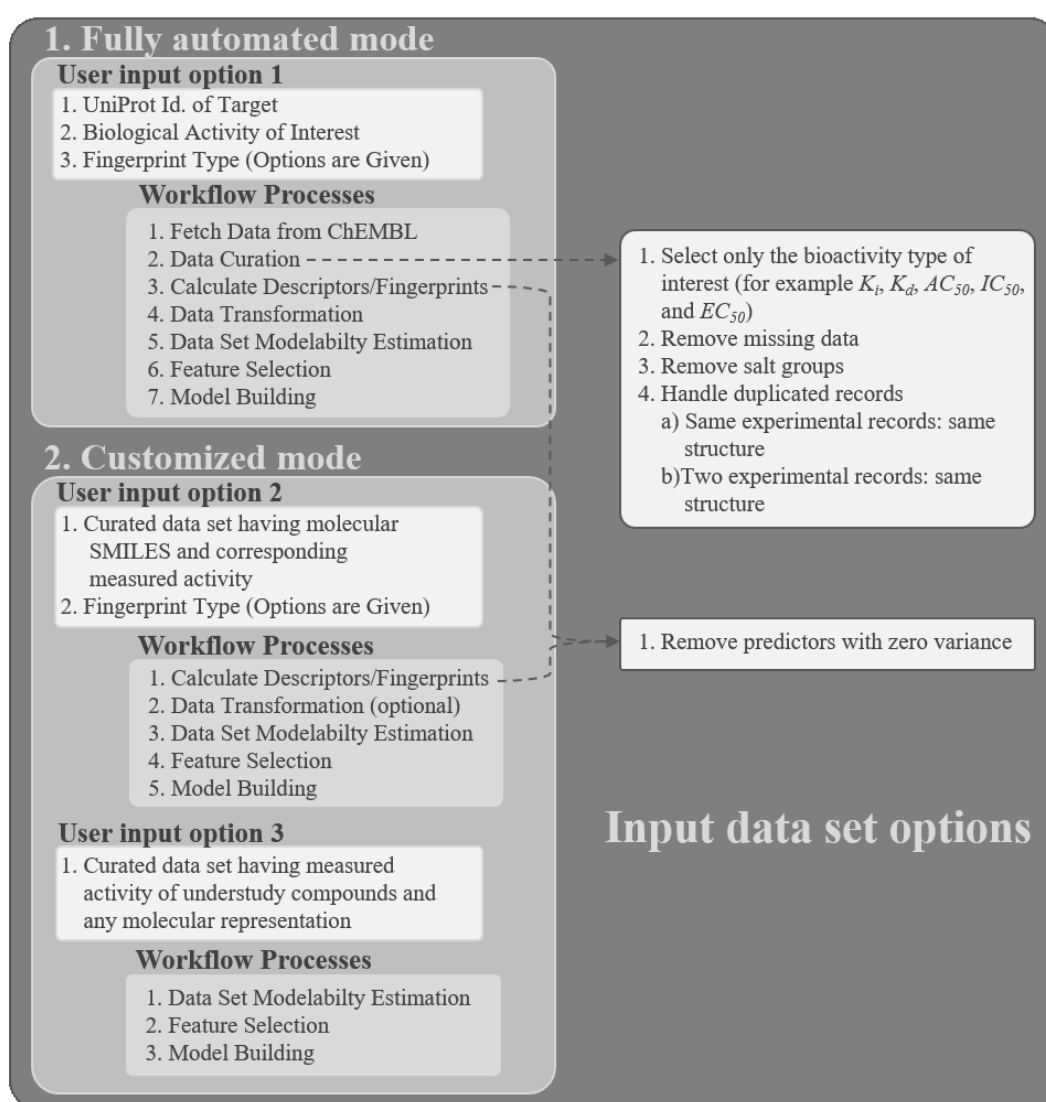 1. Fully automated mode
User input option 1
1. UniProt Id. of Target
2. Biological Activity of Interest
3. Fingerprint Type (Options are Given)
Workflow Processes
1. Fetch Data from ChEMBL
2. Data Curation
3. Calculate Descriptors/Fingerprints
4. Data Transformation
5. Data Set Modelabilty Estimation
6. Feature Selection
7. Model Building
1. Select only the bioactivity type of
interest (for example Ki, Kd, AC50, IC50,
and EC50)
2. Remove missing data
3. Remove salt groups
4. Handle duplicated records
a) Same experimental records: same
structure
b)Two experimental records: same
structure
2. Customized mode
User input option 2
1. Curated data set having molecular
SMILES and corresponding
measured activity
2. Fingerprint Type (Options are Given)
Workflow Processes
1. Calculate Descriptors/Fingerprints
2. Data Transformation (optional)
3. Data Set Modelabilty Estimation
4. Feature Selection
5. Model Building
1. Remove predictors with zero variance
User input option 3
1. Curated data set having measured
activity of understudy compounds and
any molecular representation
Workflow Processes
1. Data Set Modelabilty Estimation
2. Feature Selection
3. Model Building
Input data set options